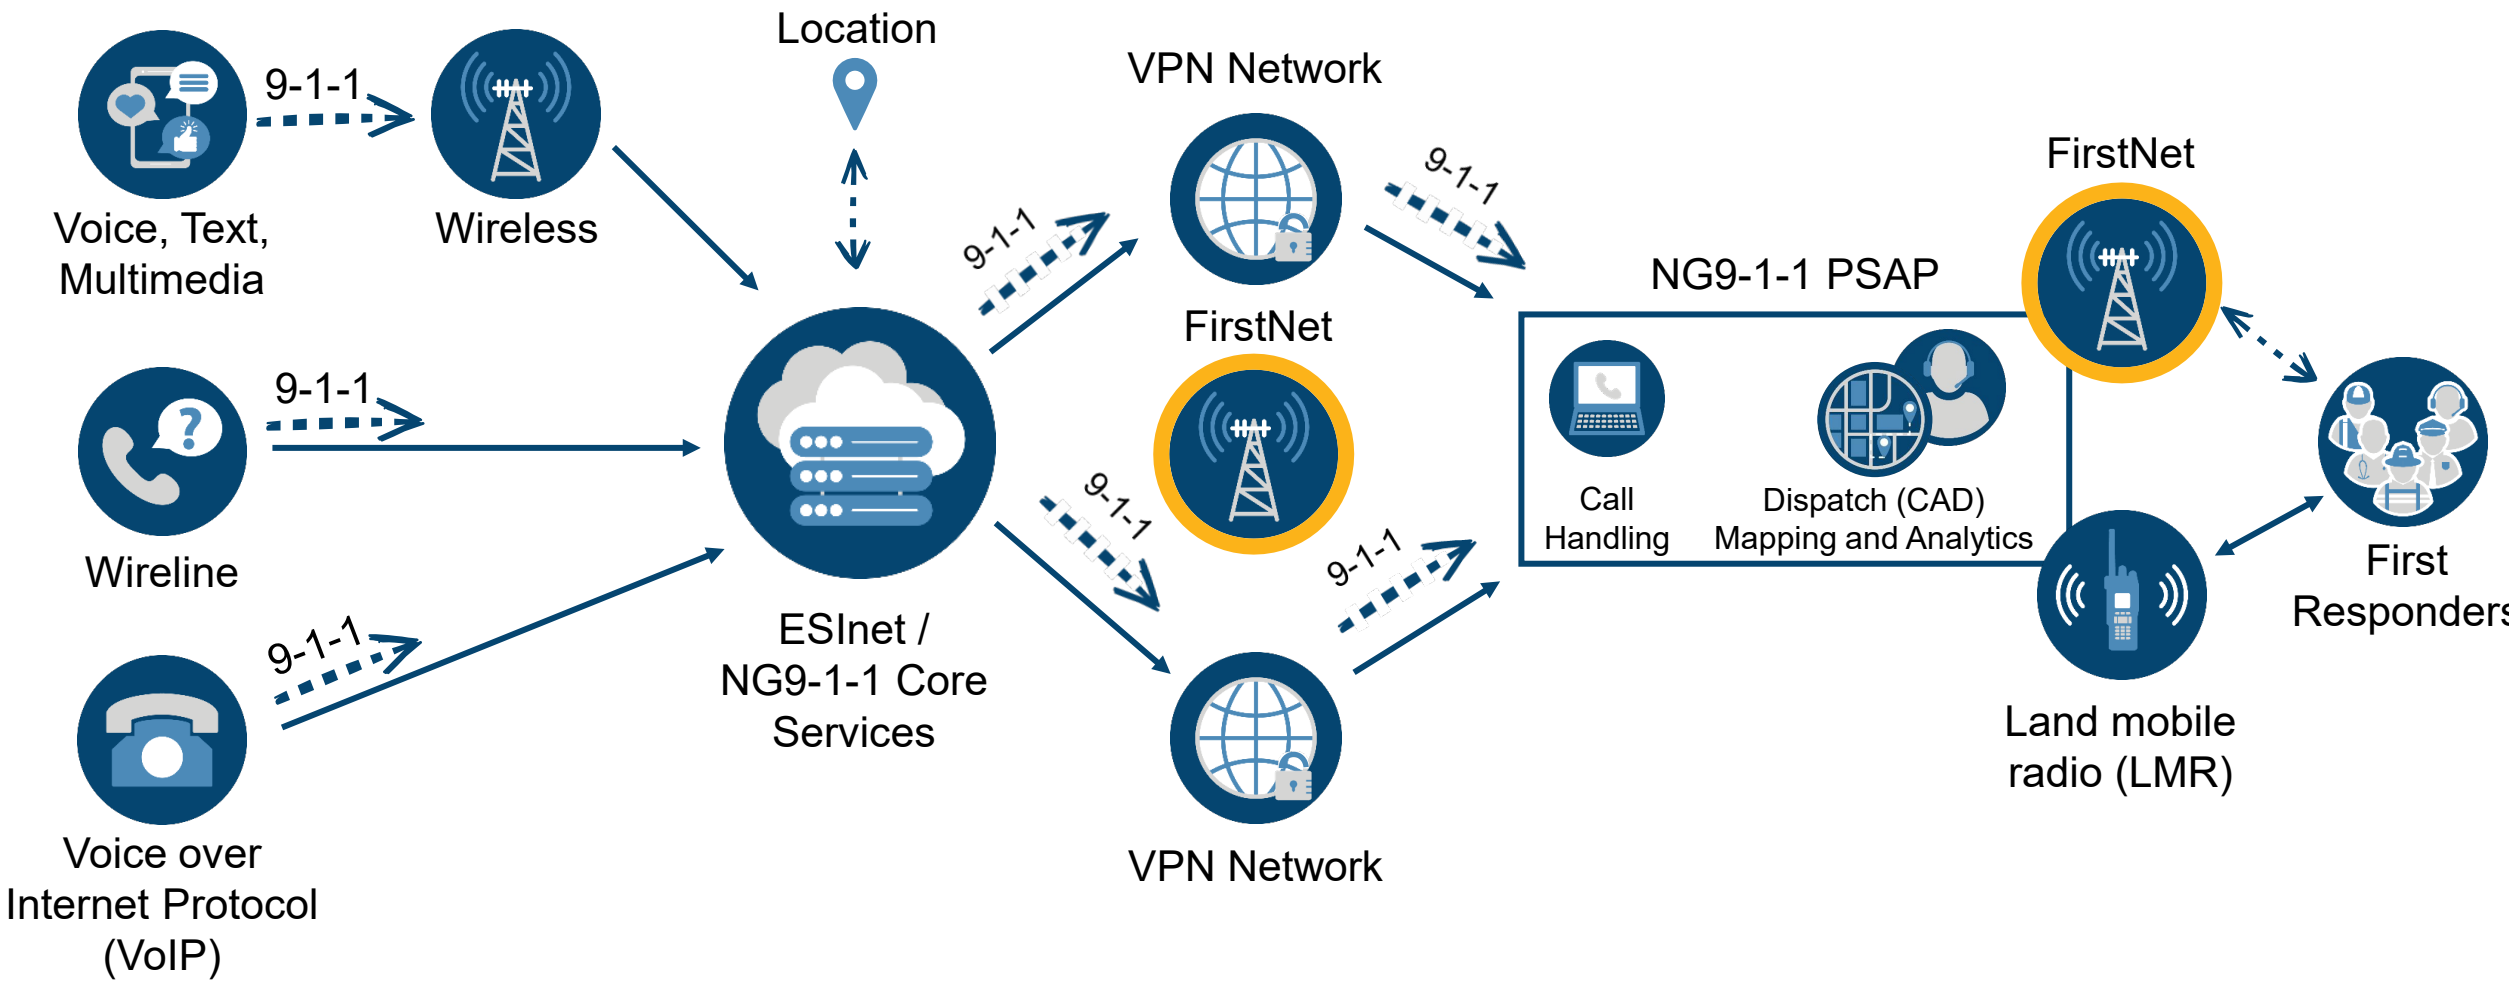 9-1-1
Voice, Text,
Multimedia
Wireless
Location
9-1-1
Wireline
9-1-1
Voice over
Internet Protocol
(VoIP)
ESInet /
NG9-1-1 Core
Services
9-1-1
VPN Network
9-1-1
FirstNet
9-1-1
9-1-1
VPN Network
NG9-1-1 PSAP
Call
Handling
Dispatch (CAD)
Mapping and Analytics
FirstNet
First
Responders
Land mobile
radio (LMR)